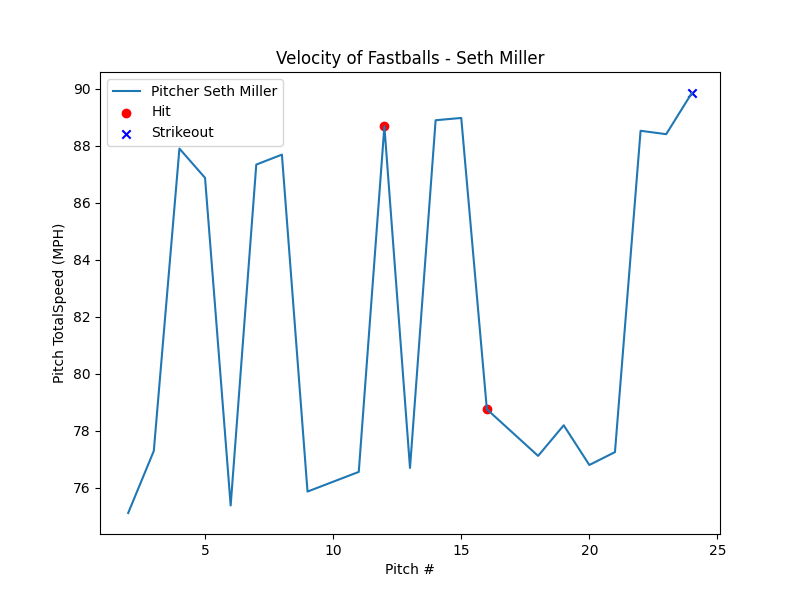 Velocity of Fastballs - Seth Miller
Pitcher Seth Miller
Hit
Strikeout
90
88
86
84
82
80
78
76
Pitch TotalSpeed (MPH)
5 10 15 20 25
Pitch #